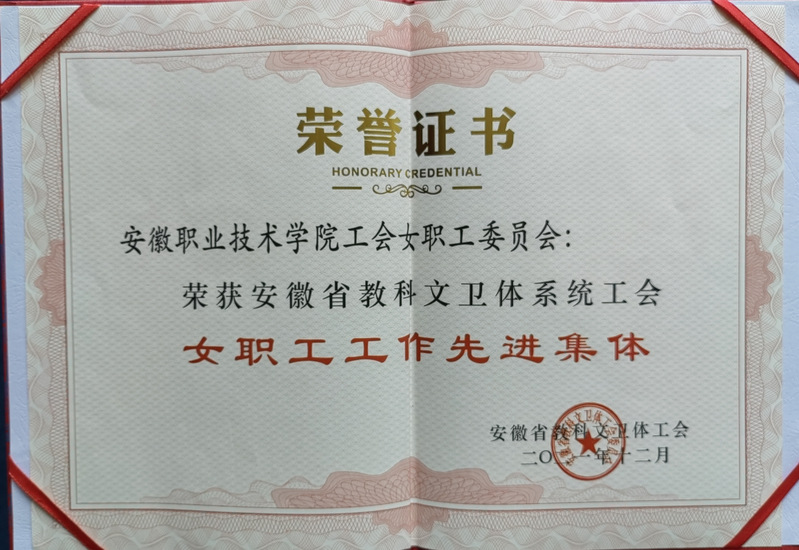 荣誉证书
HONORARY CREDENTIAL
安徽职业技术学院工会女职工委员会：
荣获安徽省教科文卫体系统工会
女职工工作先进集体
安徽省教科文卫体工会
二〇二一年十二月